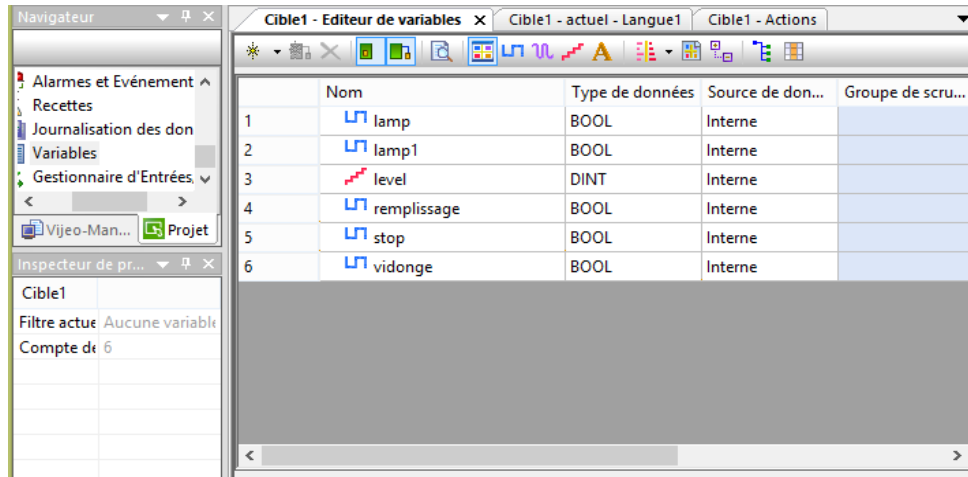 Navigateur
Alarmes et Evénement
Recettes
Journalisation des don
Variables
Gestionnaire d'Entrées,
Vijeo-Man... Projet
Inspecteur de pr...
Cible1
Filtre actue Aucune variable
Compte de 6
Cible1 - Editeur de variables X Cible1 - actuel - Langue1 Cible1 - Actions
Nom Type de données Source de don... Groupe de scru...
1 lamp BOOL Interne
2 lamp1 BOOL Interne
3 level DINT Interne
4 remplissage BOOL Interne
5 stop BOOL Interne
6 vidonge BOOL Interne